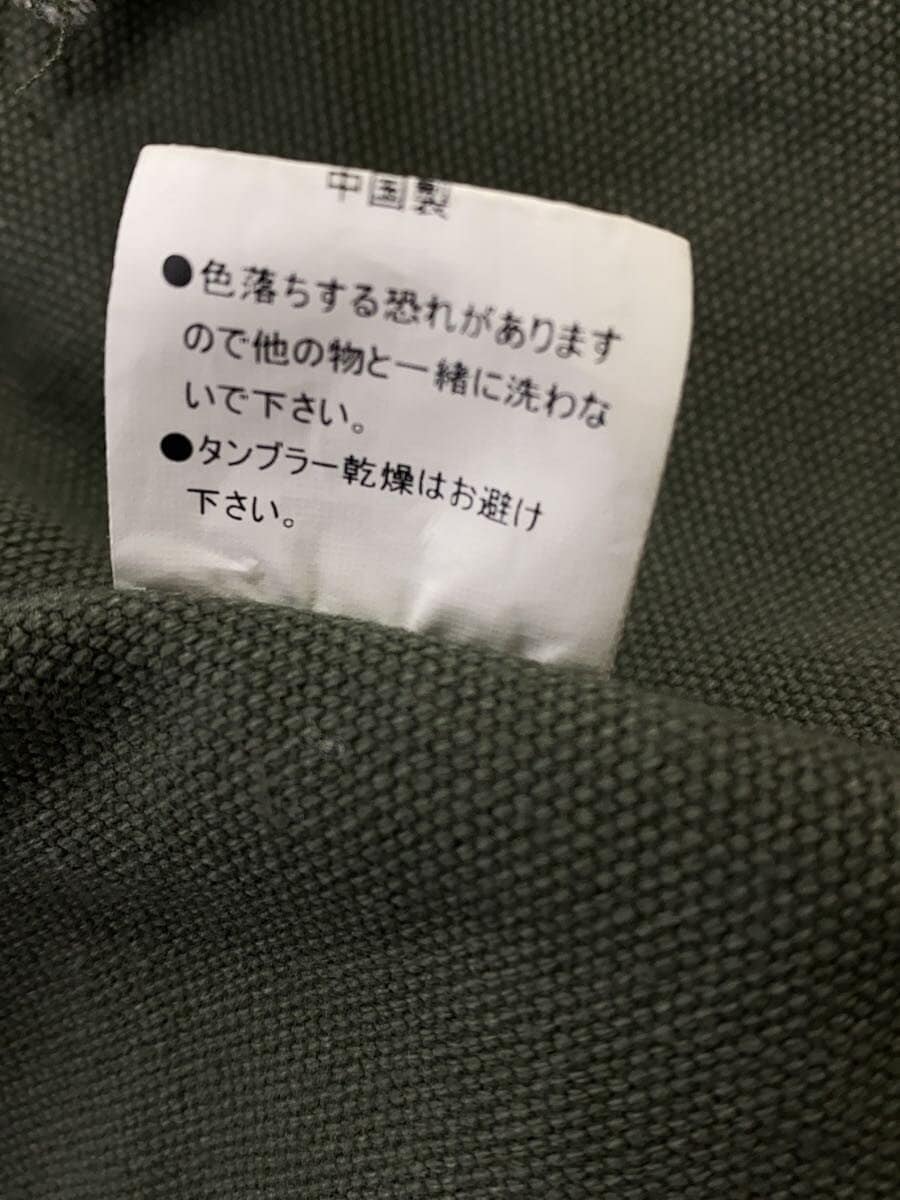 中国製
●色落ちする恐れがあります
ので他の物と一緒に洗わな
いで下さい。
●タンブラー乾燥はお避け
下さい。